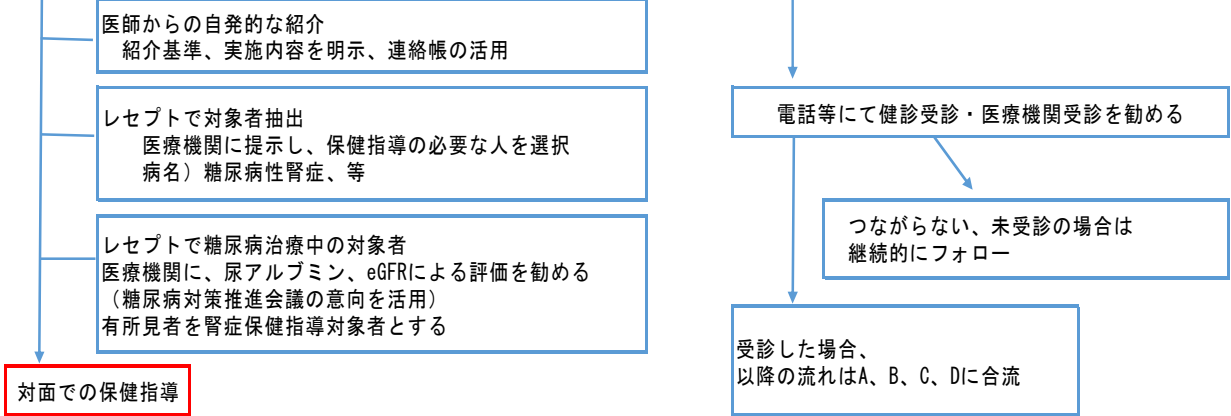 医師からの自発的な紹介
紹介基準、実施内容を明示、連絡帳の活用
レセプトで対象者抽出
医療機関に提示し、保健指導の必要な人を選択
病名）糖尿病性腎症、等
レセプトで糖尿病治療中の対象者
医療機関に、尿アルブミン、eGFRによる評価を勧める
（糖尿病対策推進会議の意向を活用）
有所見者を腎症保健指導対象者とする
対面での保健指導
電話等にて健診受診・医療機関受診を勧める
つながらない、未受診の場合は
継続的にフォロー
受診した場合、
以降の流れはA、B、C、Dに合流